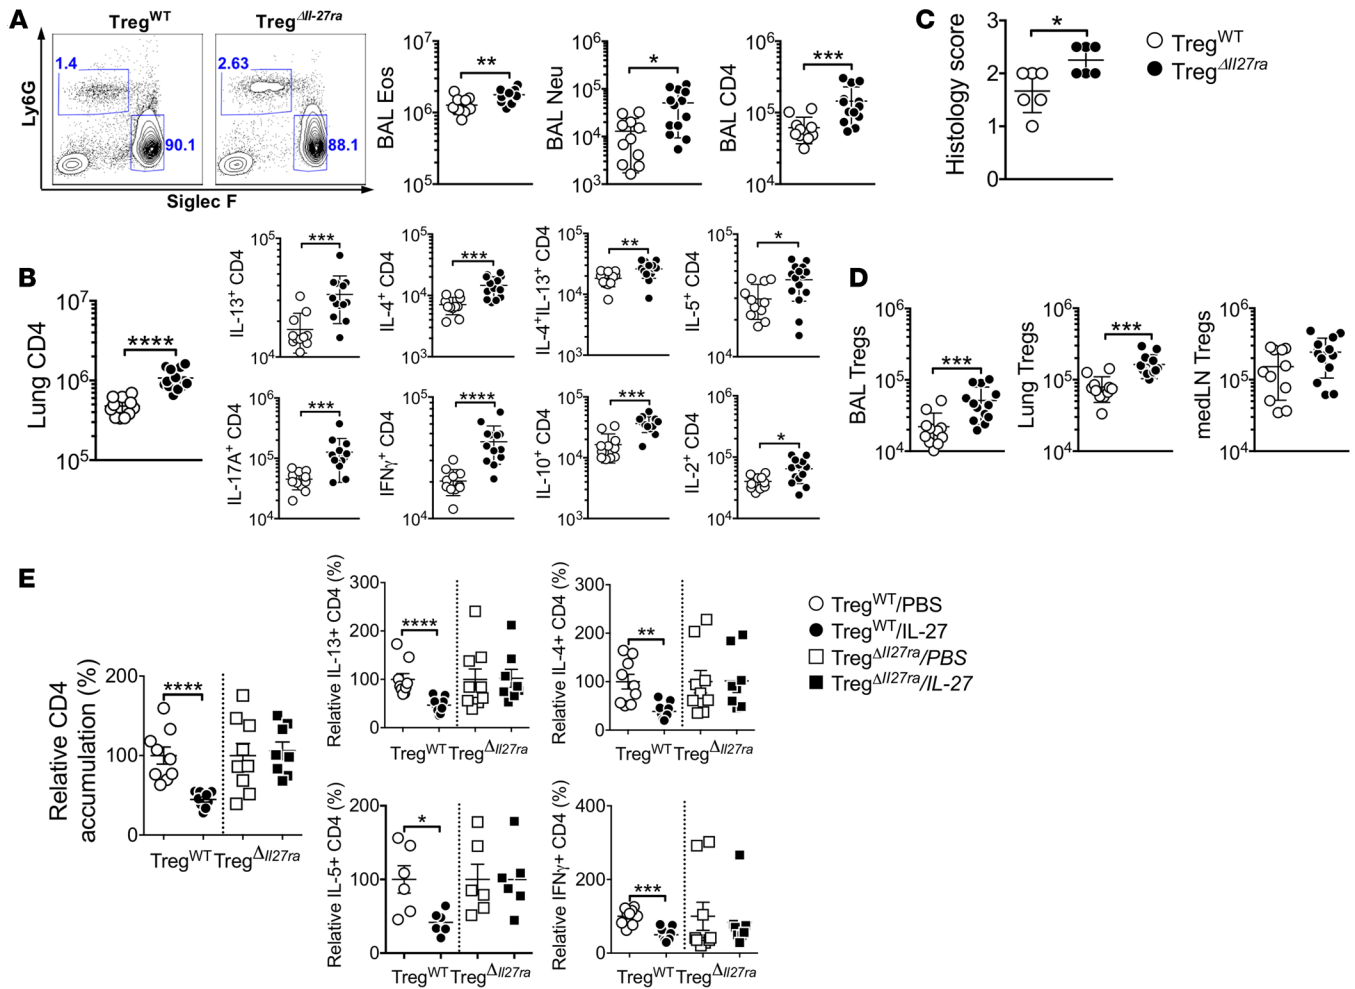 A
Treg^WT
Treg^ΔIl-27ra
1.4
90.1
2.63
88.1
Ly6G
Siglec F
BAL Eos
10^7
10^6
10^5
**
BAL Neu
10^6
10^5
10^4
10^3
*
BAL CD4
10^6
10^5
10^4
***
C
Histology score
3
2
1
0
*
Treg^WT
Treg^ΔIl27ra
B
Lung CD4
10^7
10^6
10^5
****
IL-13+ CD4
10^5
10^4
***
IL-4+ CD4
10^5
10^4
10^3
***
IL-4+IL-13+ CD4
10^5
10^4
10^3
**
IL-5+ CD4
10^5
10^4
*
IL-17A+ CD4
10^6
10^5
10^4
***
IFNγ+ CD4
10^6
10^5
10^4
****
IL-10+ CD4
10^5
10^4
10^3
***
IL-2+ CD4
10^6
10^5
10^4
*
D
BAL Tregs
10^6
10^5
10^4
***
Lung Tregs
10^6
10^5
10^4
***
medLN Tregs
10^6
10^5
10^4
E
Relative CD4
accumulation (%)
200
100
0
****
Treg^WT Treg^ΔIl27ra
Relative IL-13+ CD4 (%)
300
200
100
0
****
Treg^WT Treg^ΔIl27ra
Relative IL-4+ CD4 (%)
300
200
100
0
**
Treg^WT Treg^ΔIl27ra
Treg^WT/PBS
Treg^WT/IL-27
Treg^ΔIl27ra/PBS
Treg^ΔIl27ra/IL-27
Relative IL-5+ CD4 (%)
200
100
0
*
Treg^WT Treg^ΔIl27ra
Relative IFNγ+ CD4 (%)
400
200
0
***
Treg^WT Treg^ΔIl27ra